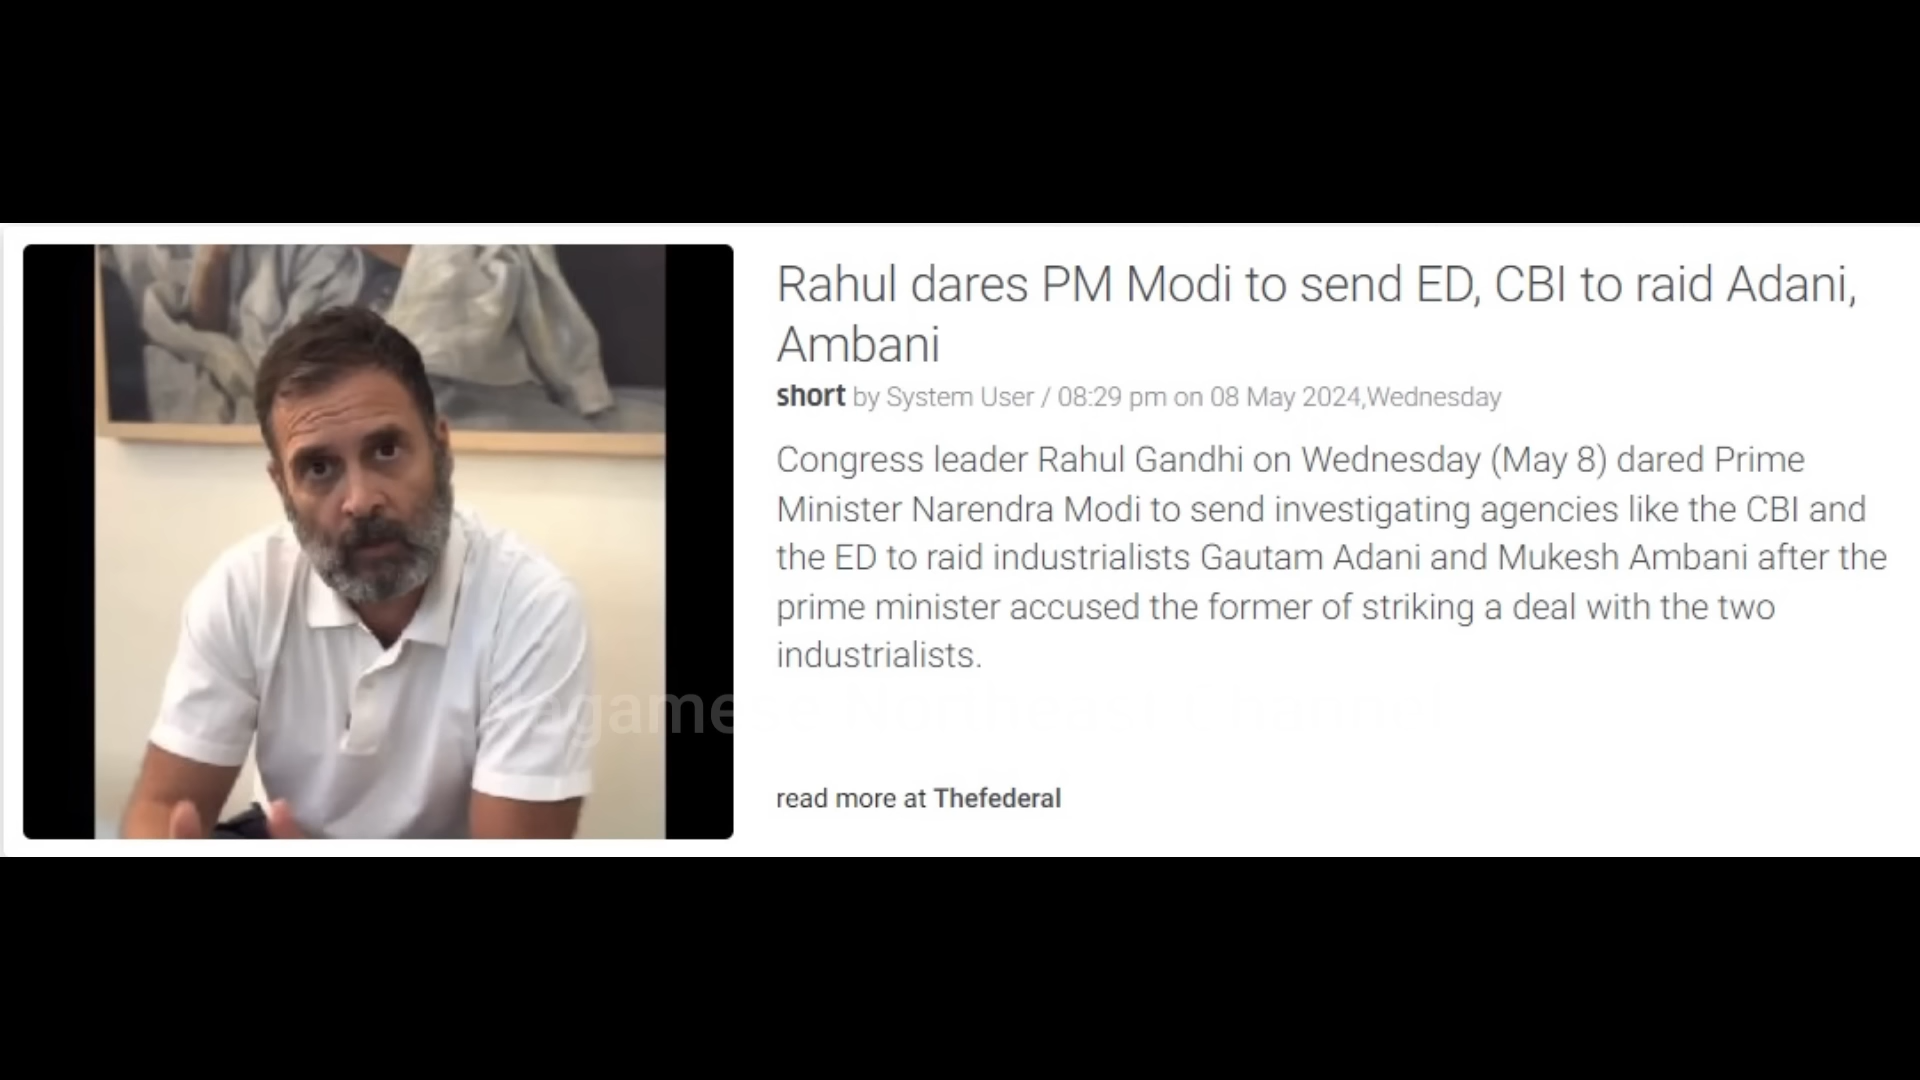 Rahul dares PM Modi to send ED, CBI to raid Adani,
Ambani
short by System User / 08:29 pm on 08 May 2024,Wednesday
Congress leader Rahul Gandhi on Wednesday (May 8) dared Prime
Minister Narendra Modi to send investigating agencies like the CBI and
the ED to raid industrialists Gautam Adani and Mukesh Ambani after the
prime minister accused the former of striking a deal with the two
industrialists.
read more at Thefederal